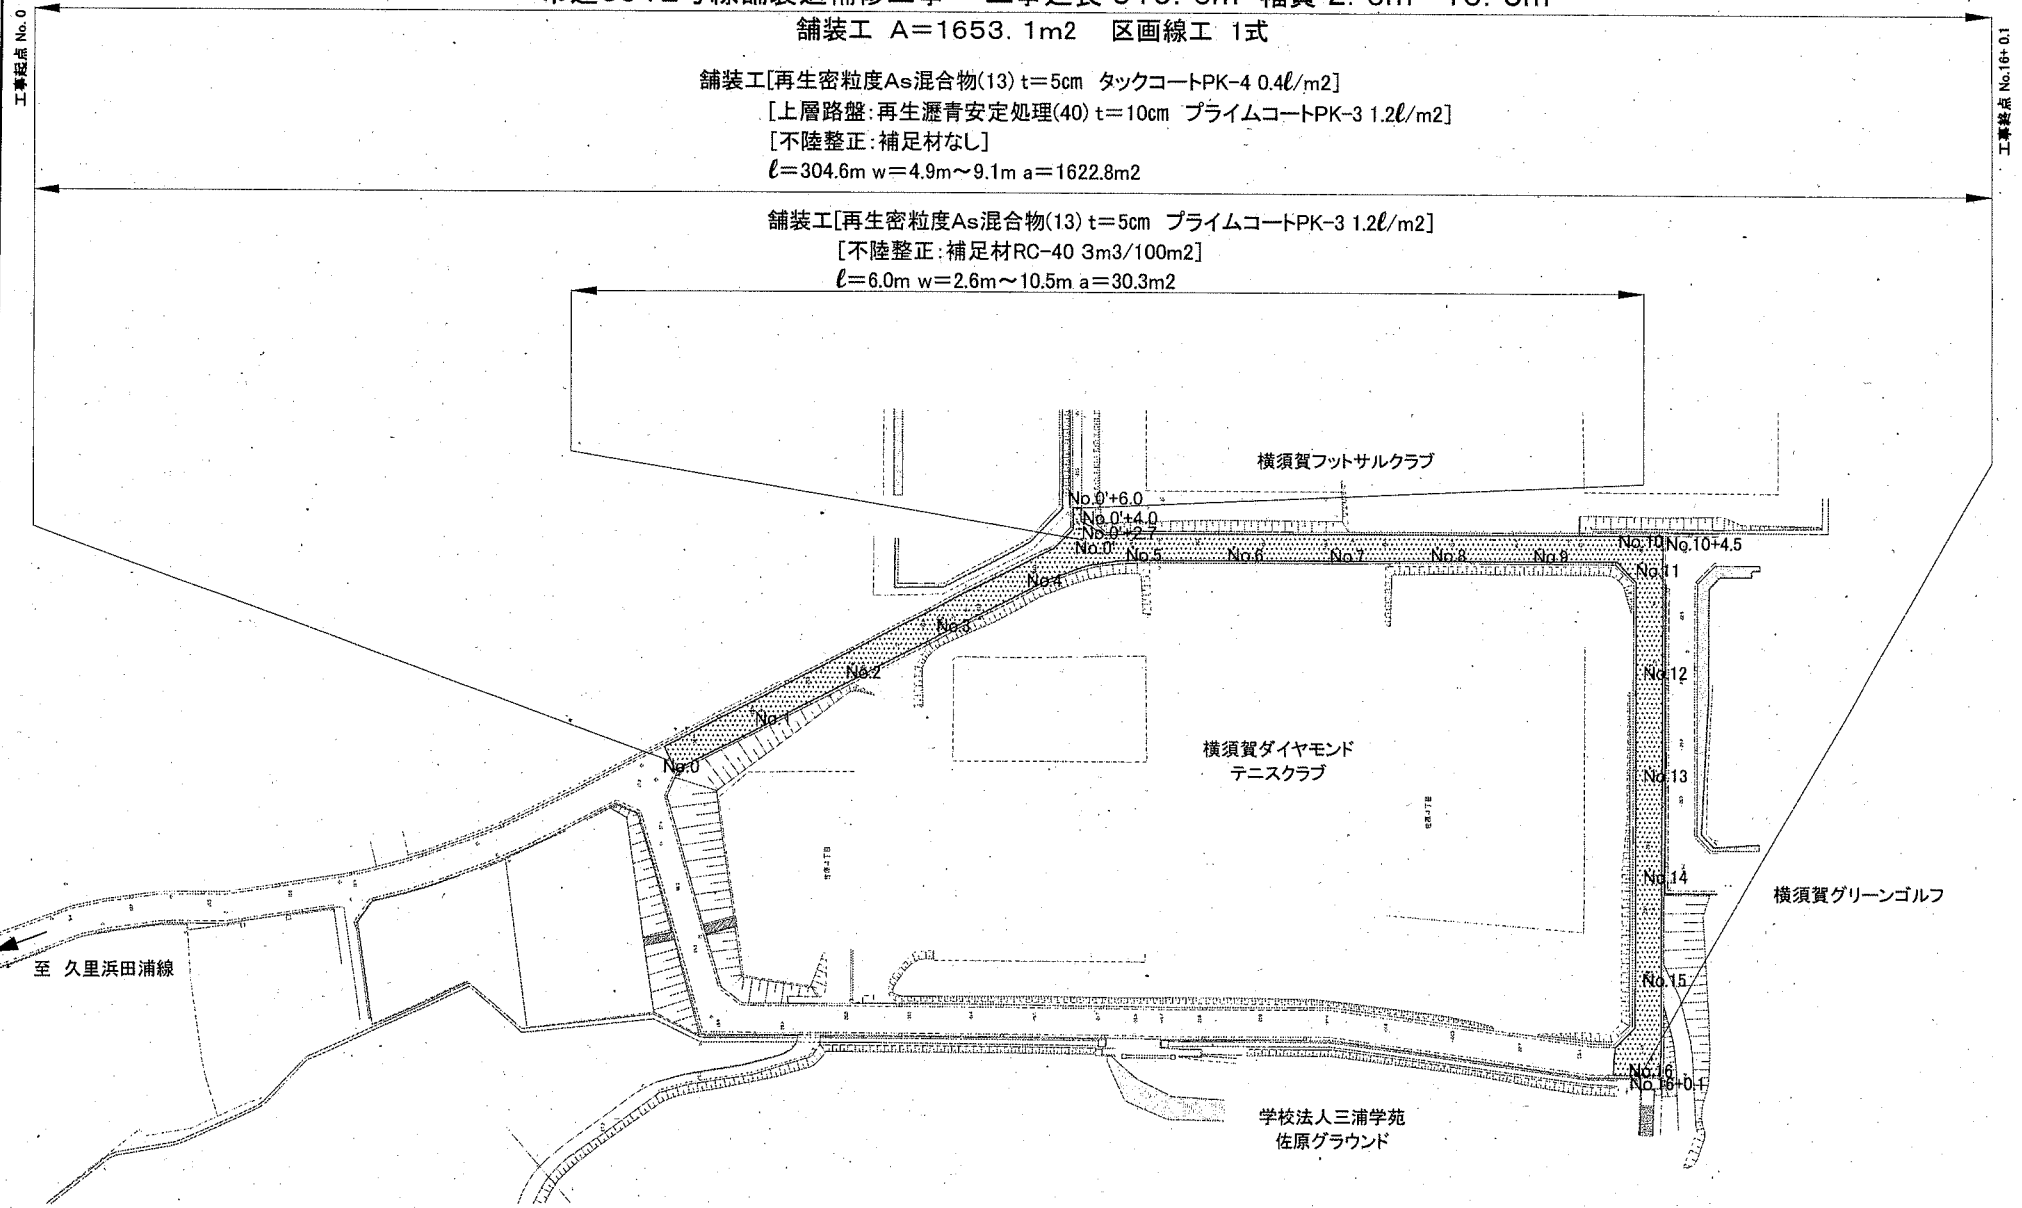 工事起点 No.0
工事終点 No.16+0.1
舗装工 A=1653.1m2 区画線工 1式
舗装工[再生密粒度As混合物(13) t=5cm タックコートPK-4 0.4ℓ/m2]
[上層路盤:再生瀝青安定処理(40) t=10cm プライムコートPK-3 1.2ℓ/m2]
[不陸整正:補足材なし]
ℓ=304.6m w=4.9m～9.1m a=1622.8m2
舗装工[再生密粒度As混合物(13) t=5cm プライムコートPK-3 1.2ℓ/m2]
[不陸整正:補足材RC-40 3m3/100m2]
ℓ=6.0m w=2.6m～10.5m a=30.3m2
横須賀フットサルクラブ
No.0'+6.0
No.0'+4.0
No.0'+2.7
No.0'
No.5
No.6
No.7
No.8
No.9
No.10
No.10+4.5
No.11
No.4
No.3
No.2
No.1
No.0
No.12
No.13
No.14
No.15
No.16
No.16+0.1
横須賀ダイヤモンド
テニスクラブ
横須賀グリーンゴルフ
至 久里浜田浦線
学校法人三浦学苑
佐原グラウンド